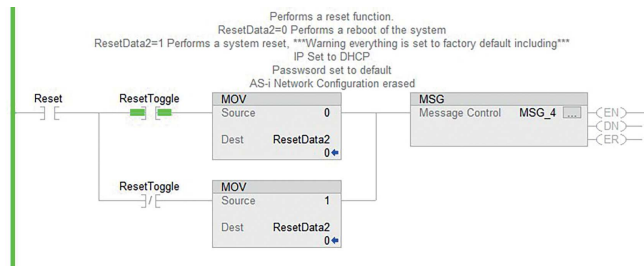 Performs a reset function.
ResetData2=0 Performs a reboot of the system
ResetData2=1 Performs a system reset, ***Warning everything is set to factory default including***
IP Set to DHCP
Passwsord set to default
AS-i Network Configuration erased
Reset
ResetToggle
MOV
Source 0
Dest ResetData2
0
MSG
Message Control MSG_4 ...
EN
DN
ER
ResetToggle
MOV
Source 1
Dest ResetData2
0